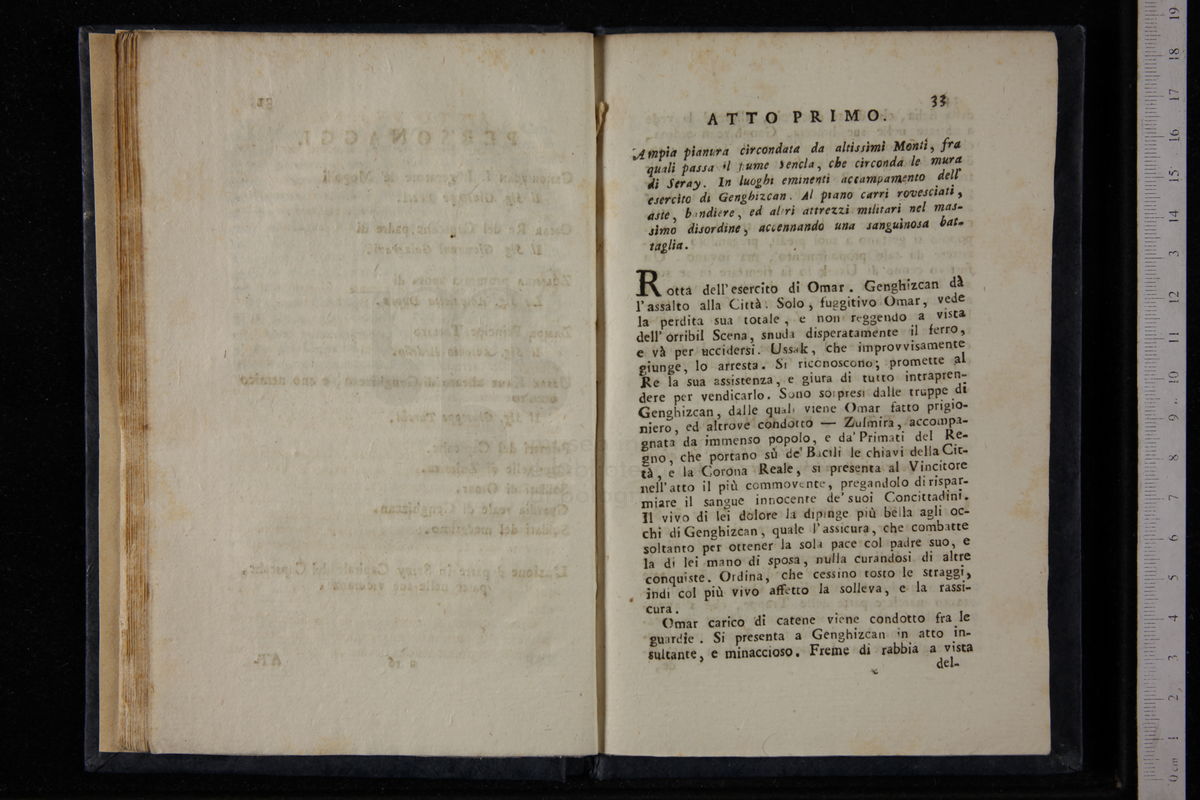 33
ATTO PRIMO.
Ampia pianura circondata da altissimi Monti, fra
quali passa il fiume Jencla, che circonda le mura
di Seray. In luoghi eminenti accampamento dell'
esercito di Genghizcan. Al piano carri rovesciati,
aste, bandiere, ed altri attrezzi militari nel mas-
simo disordine, accennando una sanguinosa bat-
taglia.
Rotta dell'esercito di Omar. Genghizcan dà
l'assalto alla Città. Solo, fuggitivo Omar, vede
la perdita sua totale, e non reggendo a vista
dell'orribil Scena, snuda disperatamente il ferro,
e và per uccidersi. Ussak, che improvvisamente
giunge, lo arresta. Si riconoscono; promette al
Re la sua assistenza, e giura di tutto intrapren-
dere per vendicarlo. Sono sorpresi dalle truppe di
Genghizcan, dalle quali viene Omar fatto prigio-
niero, ed altrove condotto — Zulmira, accompa-
gnata da immenso popolo, e da' Primati del Re-
gno, che portano sù de' Bacili le chiavi della Cit-
tà, e la Corona Reale, si presenta al Vincitore
nell'atto il più commovente, pregandolo di rispar-
miare il sangue innocente de' suoi Concittadini.
Il vivo di lei dolore la dipinge più bella agli oc-
chi di Genghizcan, quale l'assicura, che combatte
soltanto per ottener la sola pace col padre suo, e
la di lei mano di sposa, nulla curandosi di altre
conquiste. Ordina, che cessino tosto le straggi,
indi col più vivo affetto la solleva, e la rassi-
cura.
Omar carico di catene viene condotto fra le
guardie. Si presenta a Genghizcan in atto in-
sultante, e minaccioso. Freme di rabbia a vista
del-